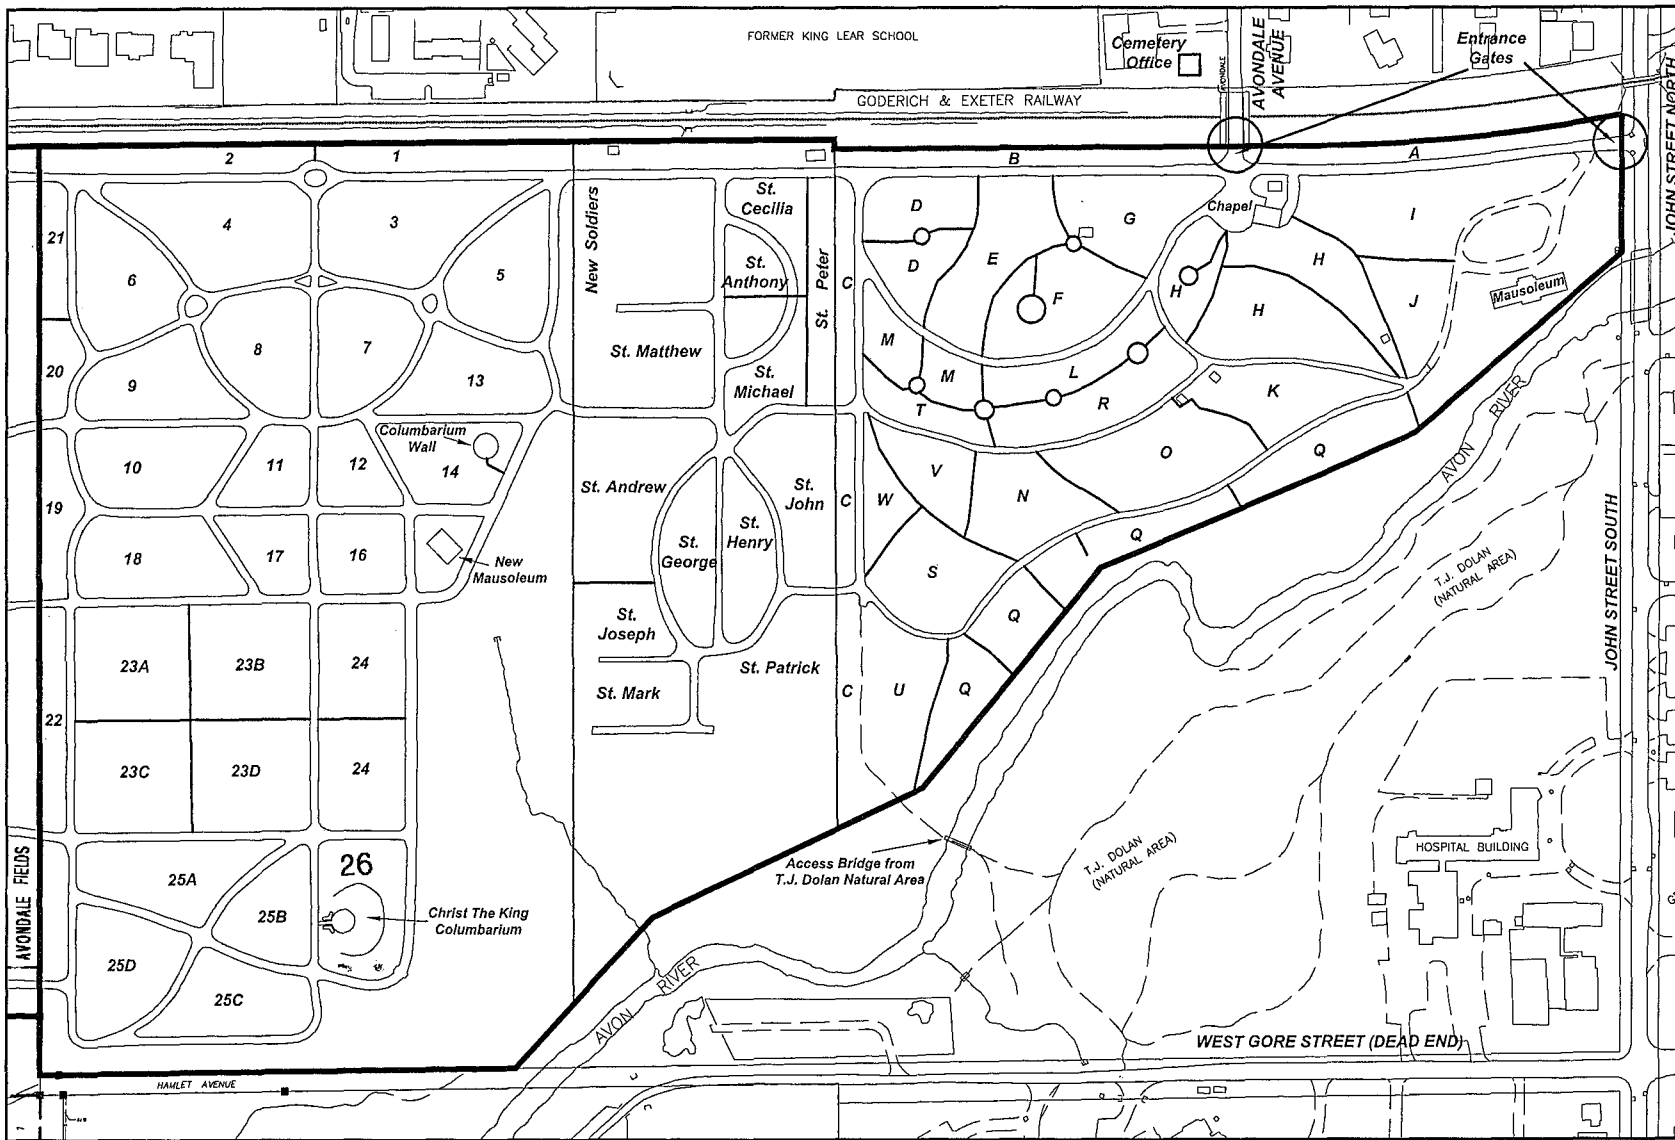 FORMER KING LEAR SCHOOL
Cemetery
Office
AVONDALE
AVONDALE
AVENUE
Entrance
Gates
JOHN STREET NORTH
GODERICH & EXETER RAILWAY
2
1
B
A
21
4
3
6
5
New Soldiers
St.
Cecilia
St.
Anthony
St. Peter
C
D
D
E
G
F
Chapel
H
H
H
I
J
Mausoleum
20
8
7
9
13
St. Matthew
St.
Michael
M
M
L
T
R
K
Columbarium
Wall
10
11
12
14
19
St. Andrew
St.
John
C
W
V
N
O
Q
AVON
RIVER
18
17
16
New
Mausoleum
St.
George
St.
Henry
S
Q
Q
T.J. DOLAN
(NATURAL AREA)
JOHN STREET SOUTH
23A
23B
24
St.
Joseph
St. Mark
St. Patrick
C
U
Q
22
23C
23D
24
AVONDALE FIELDS
25A
26
25B
Christ The King
Columbarium
25D
25C
Access Bridge from
T.J. Dolan Natural Area
T.J. DOLAN
(NATURAL AREA)
HOSPITAL BUILDING
AVON
RIVER
WEST GORE STREET (DEAD END)
HAMLET AVENUE